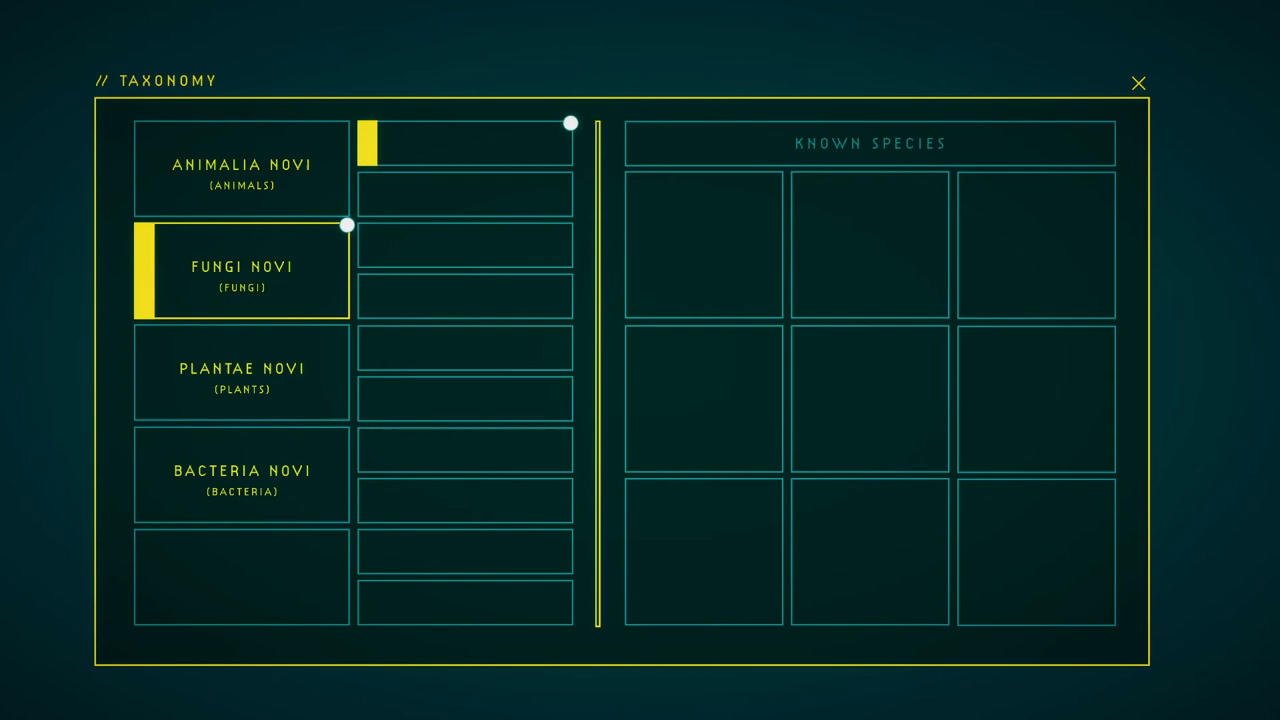 // TAXONOMY
ANIMALIA NOVI
(ANIMALS)
FUNGI NOVI
(FUNGI)
PLANTAE NOVI
(PLANTS)
BACTERIA NOVI
(BACTERIA)
KNOWN SPECIES